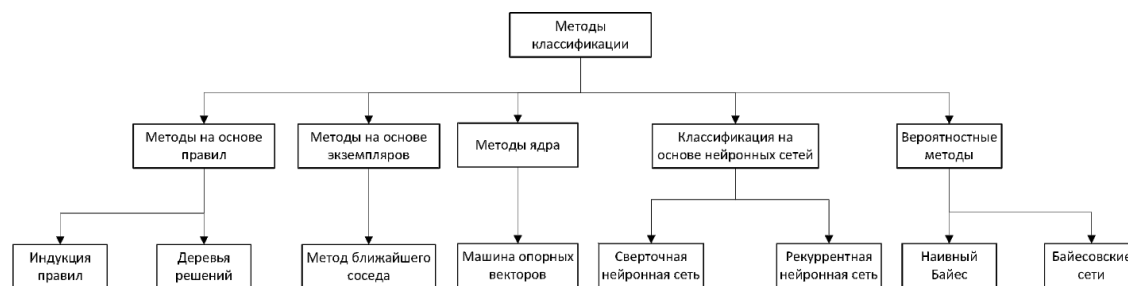 Методы
классификации
Методы на основе
правил
Методы на основе
экземпляров
Методы ядра
Классификация на
основе нейронных сетей
Вероятностные
методы
Индукция
правил
Деревья
решений
Метод ближайшего
соседа
Машина опорных
векторов
Сверточная
нейронная сеть
Рекуррентная
нейронная сеть
Наивный
Байес
Байесовские
сети